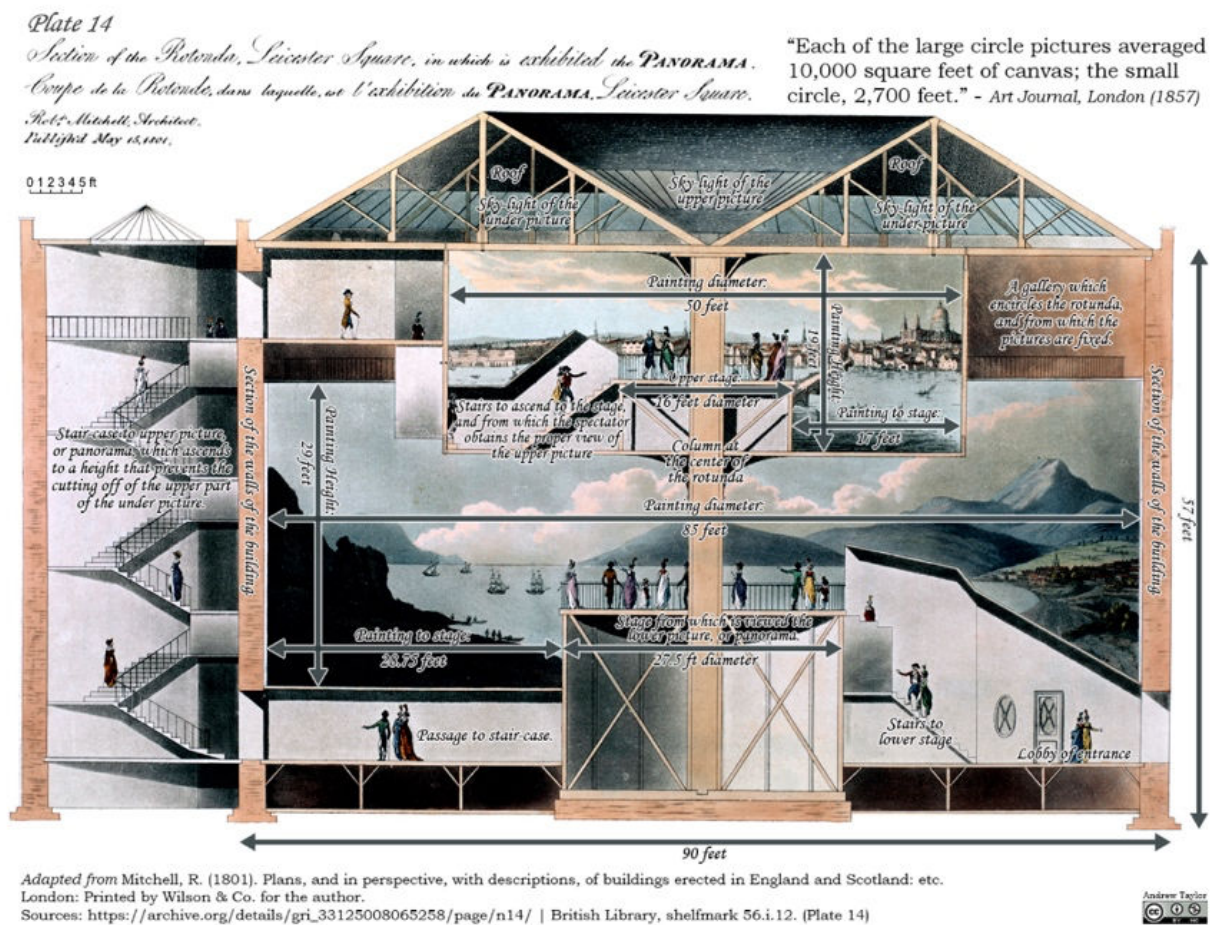 Plate 14
Section of the Rotonda, Leicester Square, in which is exhibited the PANORAMA.
Coupe de la Rotonde, dans laquelle, est l'exhibition du PANORAMA, Leicester Square.
Robt. Mitchell, Architect.
Publish'd May 15, 1801.
"Each of the large circle pictures averaged
10,000 square feet of canvas; the small
circle, 2,700 feet." - Art Journal, London (1857)
0 1 2 3 4 5 ft
Roof
Sky-light of the
under picture
Sky-light of the
upper picture
Roof
Sky-light of the
under picture
Painting diameter:
50 feet
Painting Height:
19 feet
A gallery which
encircles the rotunda,
and from which the
pictures are fixed.
Upper stage:
16 feet diameter
Painting to stage:
17 feet
Stairs to ascend to the stage,
and from which the spectator
obtains the proper view of
the upper picture
Column at
the center of
the rotunda
Stair-case to upper picture,
or panorama, which ascends
to a height that prevents the
cutting off of the upper part
of the under picture.
Section of the walls of the building
Painting Height:
29 feet
Painting diameter:
85 feet
Section of the walls of the building
57 feet
Painting to stage:
28.75 feet
Stage from which is viewed the
lower picture, or panorama.
27.5 ft diameter
Passage to stair-case.
Stairs to
lower stage
Lobby of entrance
90 feet
Adapted from Mitchell, R. (1801). Plans, and in perspective, with descriptions, of buildings erected in England and Scotland: etc.
London: Printed by Wilson & Co. for the author.
Sources: https://archive.org/details/gri_33125008065258/page/n14/ | British Library, shelfmark 56.i.12. (Plate 14)
Andrew Taylor
CC BY NC